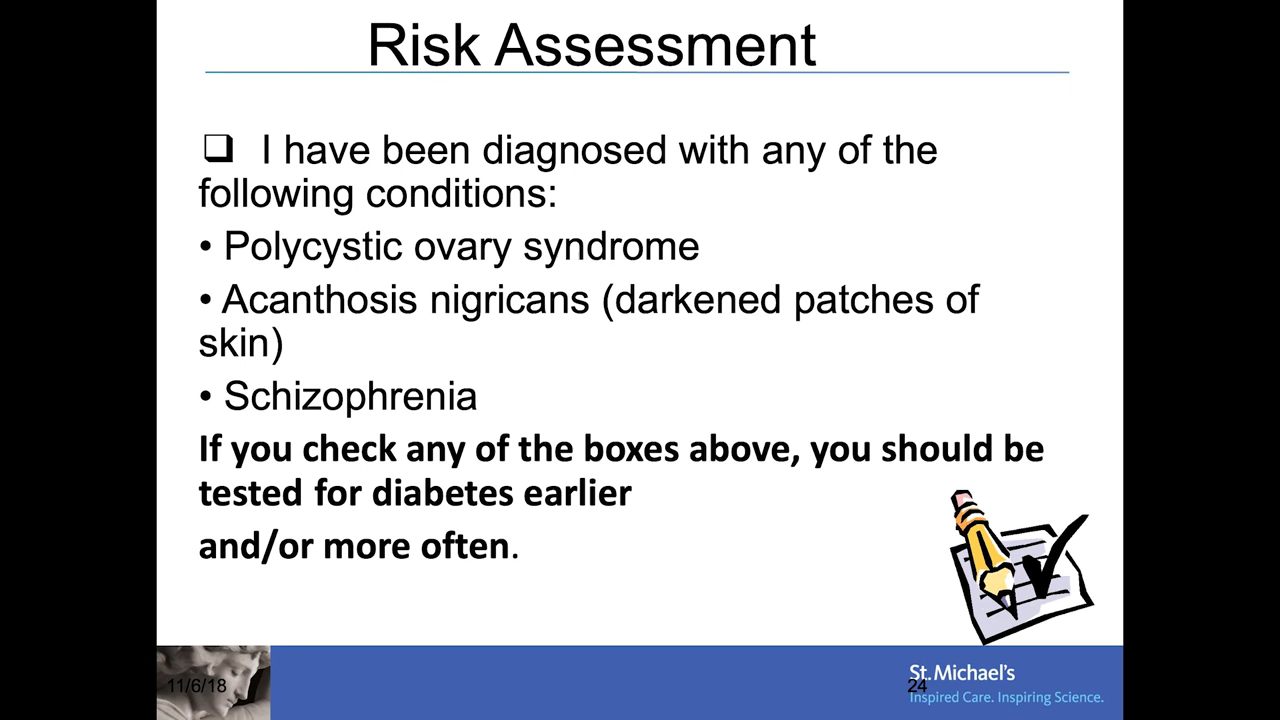 Risk Assessment
❑ I have been diagnosed with any of the
following conditions:
• Polycystic ovary syndrome
• Acanthosis nigricans (darkened patches of
skin)
• Schizophrenia
If you check any of the boxes above, you should be
tested for diabetes earlier
and/or more often.
11/6/18
St. Michael's
24
Inspired Care. Inspiring Science.